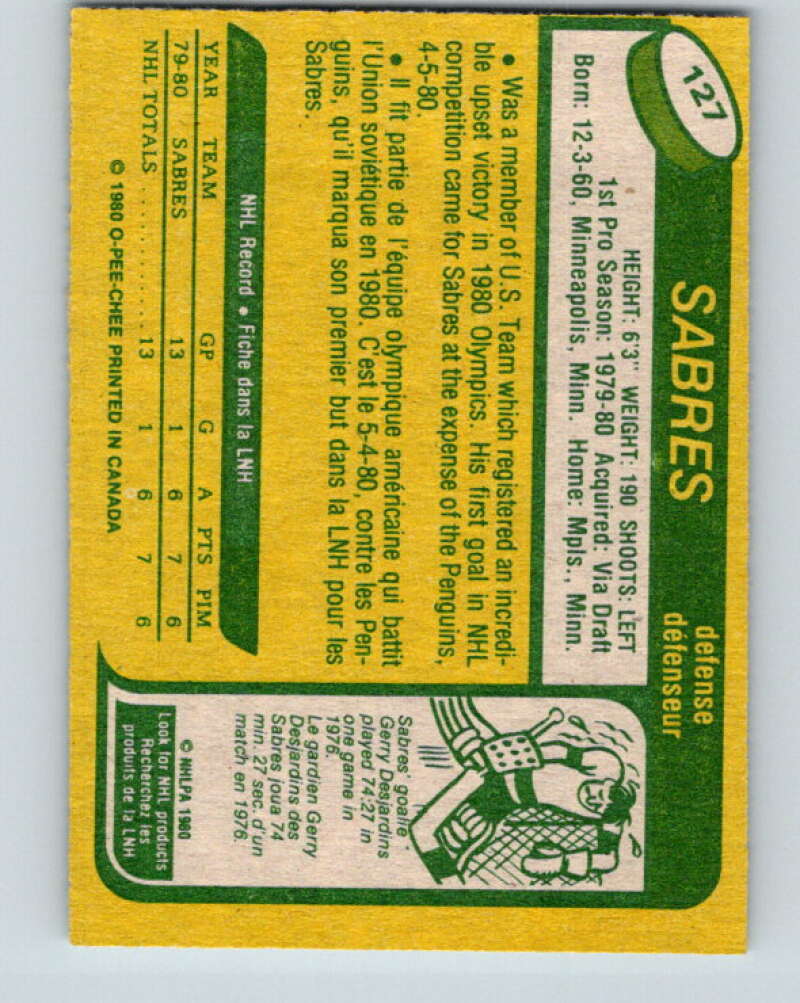 127
SABRES
defense
défenseur
HEIGHT: 6'3" WEIGHT: 190 SHOOTS: LEFT
1st Pro Season: 1979-80 Acquired: Via Draft
Born: 12-3-60, Minneapolis, Minn. Home: Mpls., Minn.
• Was a member of U.S. Team which registered an incredi-
ble upset victory in 1980 Olympics. His first goal in NHL
competition came for Sabres at the expense of the Penguins,
4-5-80.
• Il fit partie de l'équipe olympique américaine qui battit
l'Union soviétique en 1980. C'est le 5-4-80, contre les Pen-
guins, qu'il marqua son premier but dans la LNH pour les
Sabres.
NHL Record • Fiche dans la LNH
YEAR TEAM GP G A PTS PIM
79-80 SABRES 13 1 6 7 6
NHL TOTALS .......... 13 1 6 7 6
© 1980 O-PEE-CHEE PRINTED IN CANADA
Sabres' goalie
Gerry Desjardins
played 74:27 in
one game in
1976.
Le gardien Gerry
Desjardins des
Sabres joua 74
min. 27 sec. d'un
match en 1976.
© NHLPA 1980
Look for NHL products
Recherchez les
produits de la LNH